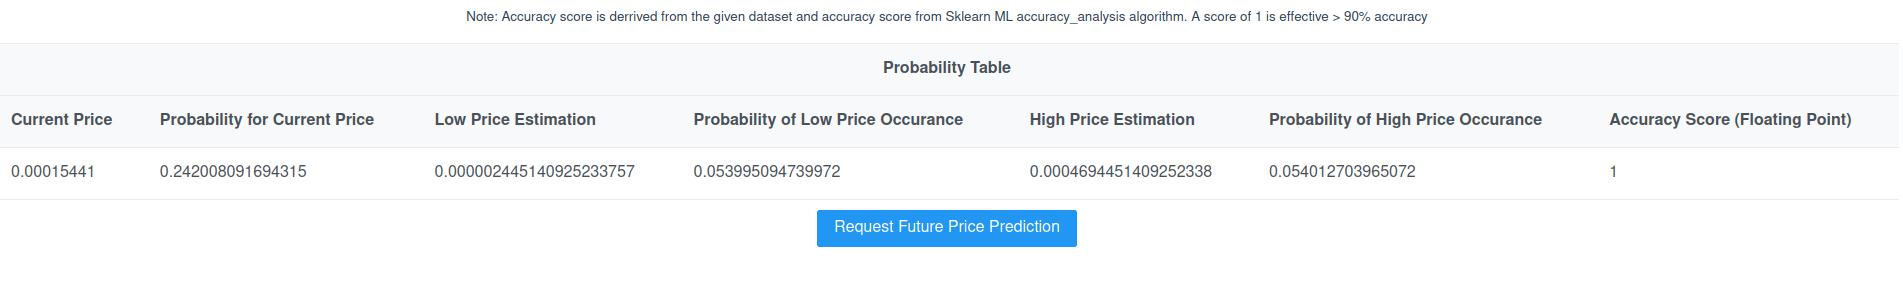 Note: Accuracy score is derrived from the given dataset and accuracy score from Sklearn ML accuracy_analysis algorithm. A score of 1 is effective > 90% accuracy
Probability Table
Current Price Probability for Current Price Low Price Estimation Probability of Low Price Occurance High Price Estimation Probability of High Price Occurance Accuracy Score (Floating Point)
0.00015441 0.242008091694315 0.000002445140925233757 0.053995094739972 0.0004694451409252338 0.054012703965072 1
Request Future Price Prediction